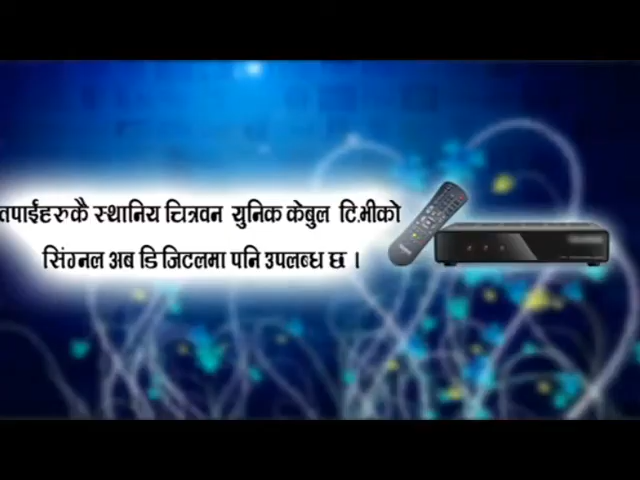 तपाईहरुकै स्थानिय चित्रवन युनिक केबुल टि.भीको
सिंग्नल अब डिजिटलमा पनि उपलब्ध छ ।